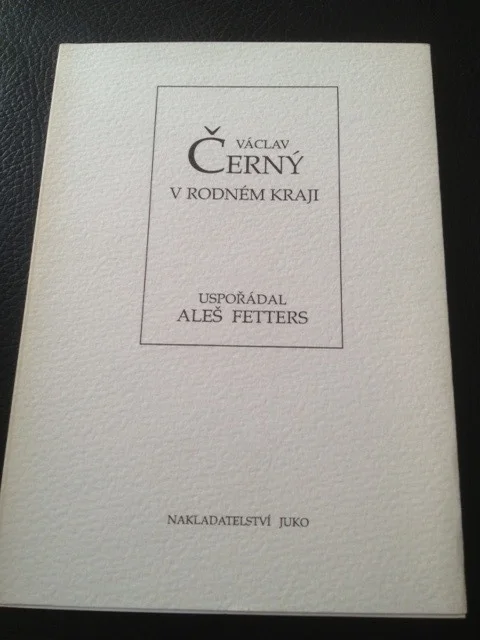 VÁCLAV
ČERNÝ
V RODNÉM KRAJI
USPOŘÁDAL
ALEŠ FETTERS
NAKLADATELSTVÍ JUKO